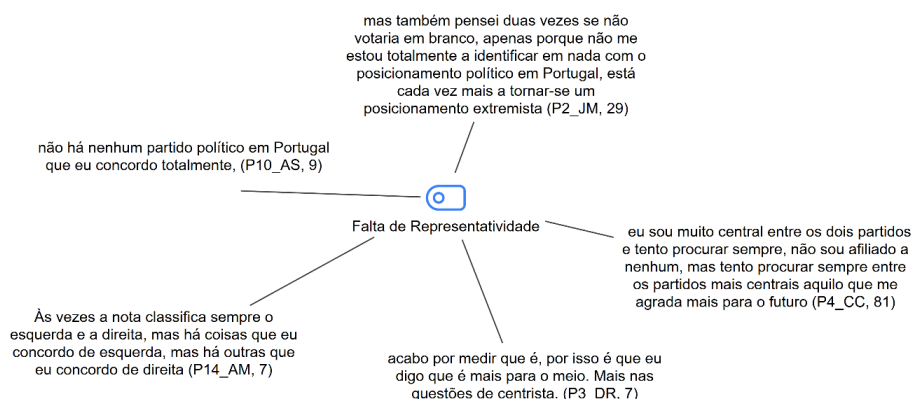 mas também pensei duas vezes se não
votaria em branco, apenas porque não me
estou totalmente a identificar em nada com o
posicionamento político em Portugal, está
cada vez mais a tornar-se um
posicionamento extremista (P2_JM, 29)
não há nenhum partido político em Portugal
que eu concordo totalmente, (P10_AS, 9)
Falta de Representatividade
eu sou muito central entre os dois partidos
e tento procurar sempre, não sou afiliado a
nenhum, mas tento procurar sempre entre
os partidos mais centrais aquilo que me
agrada mais para o futuro (P4_CC, 81)
Às vezes a nota classifica sempre o
esquerda e a direita, mas há coisas que eu
concordo de esquerda, mas há outras que
eu concordo de direita (P14_AM, 7)
acabo por medir que é, por isso é que eu
digo que é mais para o meio. Mais nas
questões de centrista. (P3_DR, 7)